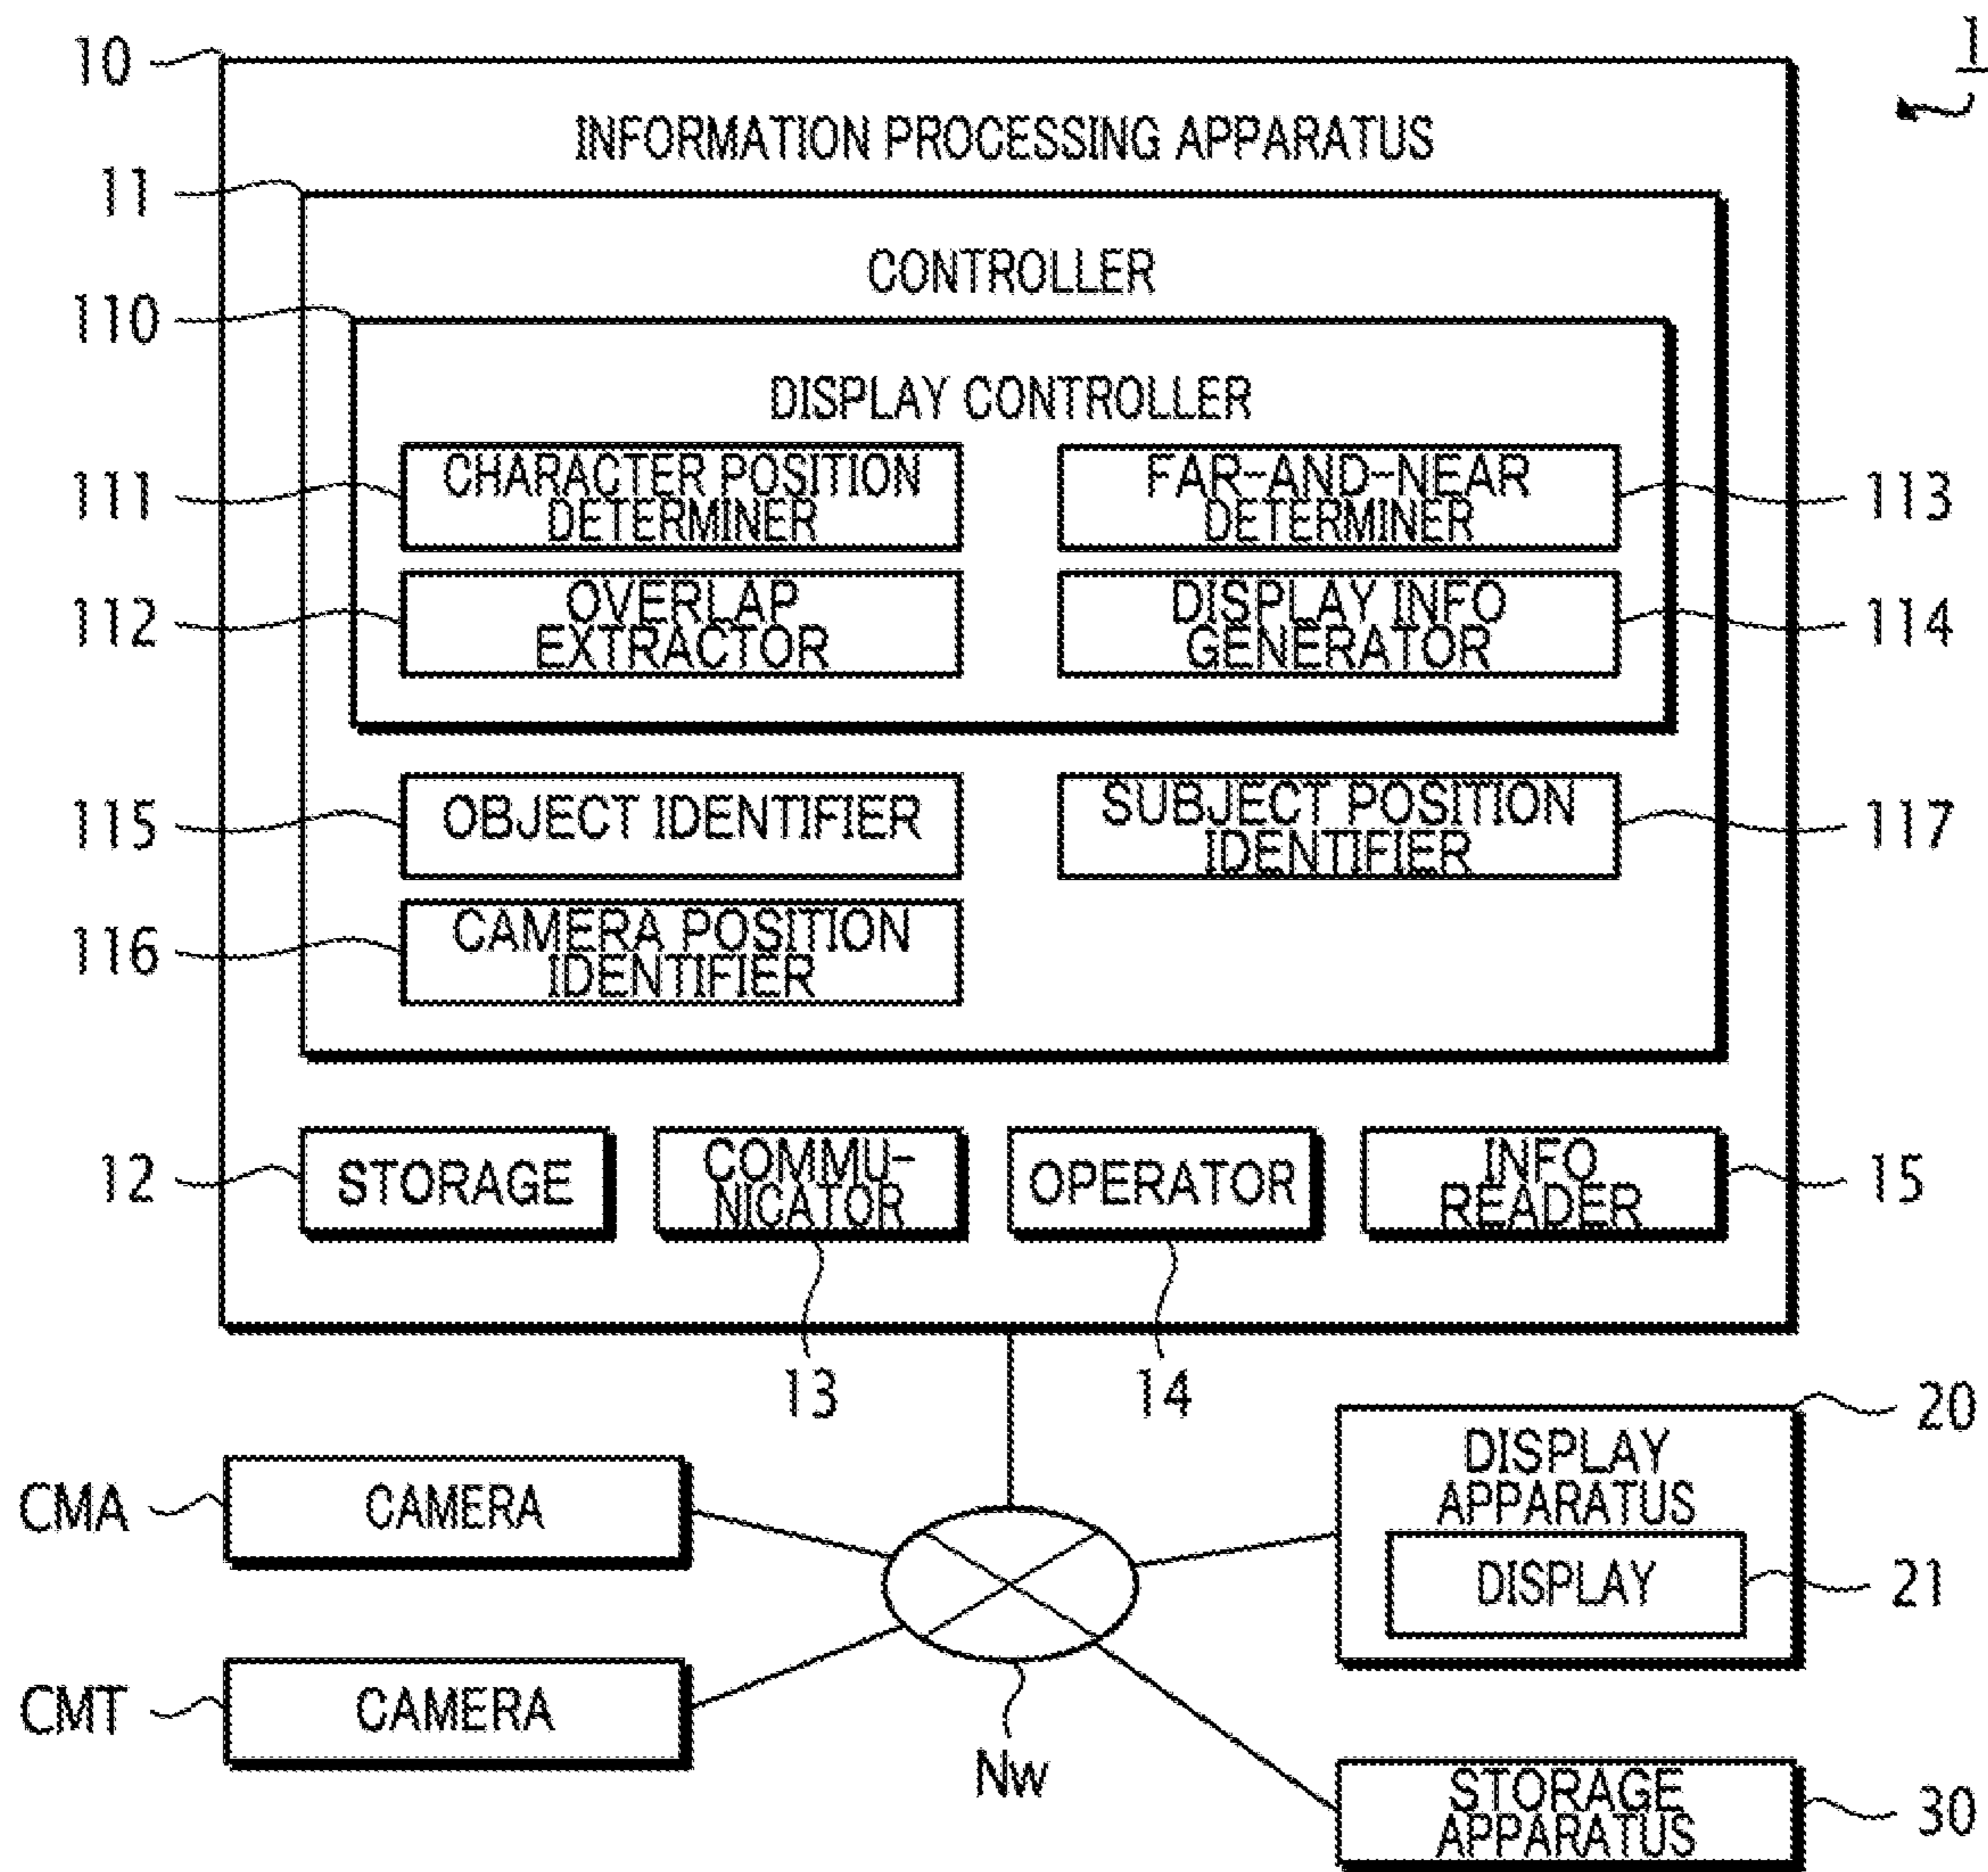 1
10
INFORMATION PROCESSING APPARATUS
11
CONTROLLER
110
DISPLAY CONTROLLER
111
CHARACTER POSITION
DETERMINER
FAR-AND-NEAR
DETERMINER
113
112
OVERLAP
EXTRACTOR
DISPLAY INFO
GENERATOR
114
115
OBJECT IDENTIFIER
SUBJECT POSITION
IDENTIFIER
117
116
CAMERA POSITION
IDENTIFIER
12
STORAGE
COMMU-
NICATOR
OPERATOR
INFO
READER
15
13
14
20
DISPLAY
APPARATUS
CMA
CAMERA
DISPLAY
21
CMT
CAMERA
Nw
STORAGE
APPARATUS
30